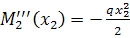 M₂′′′(x₂) = −qx₂²/2